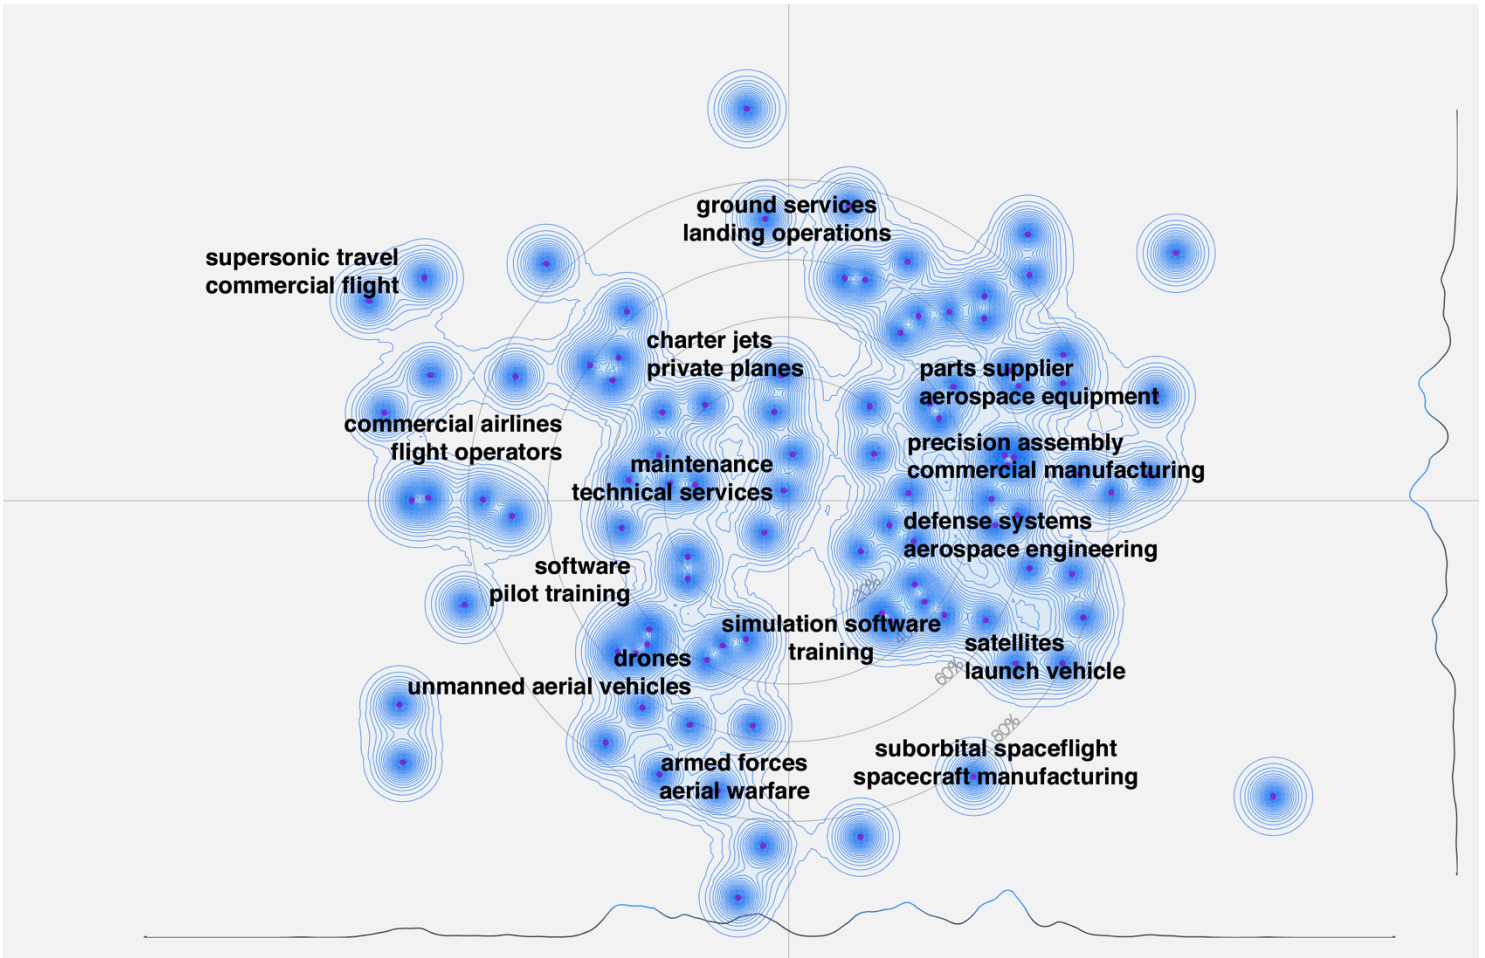 ground services
landing operations
supersonic travel
commercial flight
charter jets
private planes
parts supplier
aerospace equipment
commercial airlines
flight operators
precision assembly
commercial manufacturing
maintenance
technical services
defense systems
aerospace engineering
software
pilot training
20%
simulation software
training
40%
satellites
launch vehicle
drones
unmanned aerial vehicles
60%
80%
suborbital spaceflight
spacecraft manufacturing
armed forces
aerial warfare